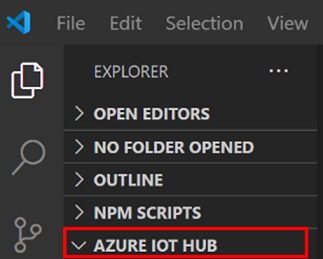 File Edit Selection View
EXPLORER ...
OPEN EDITORS
NO FOLDER OPENED
OUTLINE
NPM SCRIPTS
AZURE IOT HUB